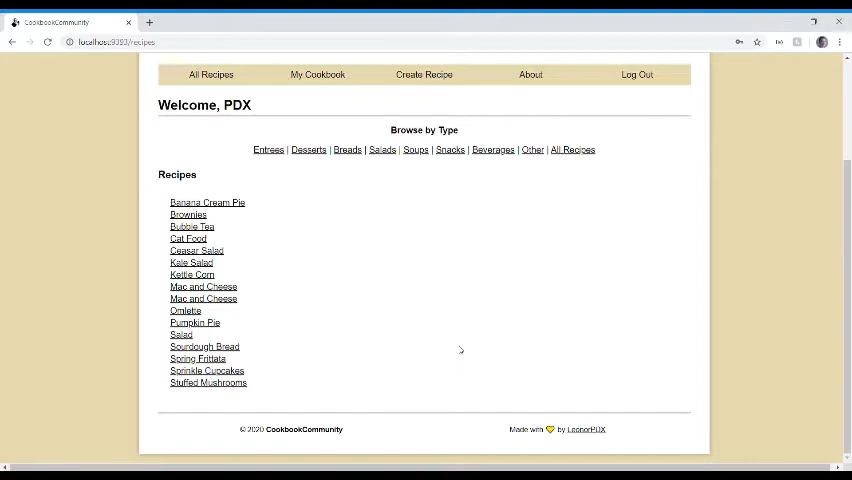 CookbookCommunity
localhost:9393/recipes
All Recipes My Cookbook Create Recipe About Log Out
Welcome, PDX
Browse by Type
Entrees | Desserts | Breads | Salads | Soups | Snacks | Beverages | Other | All Recipes
Recipes
Banana Cream Pie
Brownies
Bubble Tea
Cat Food
Ceasar Salad
Kale Salad
Kettle Corn
Mac and Cheese
Mac and Cheese
Omlette
Pumpkin Pie
Salad
Sourdough Bread
Spring Frittata
Sprinkle Cupcakes
Stuffed Mushrooms
© 2020 CookbookCommunity Made with 💛 by LeonorPDX